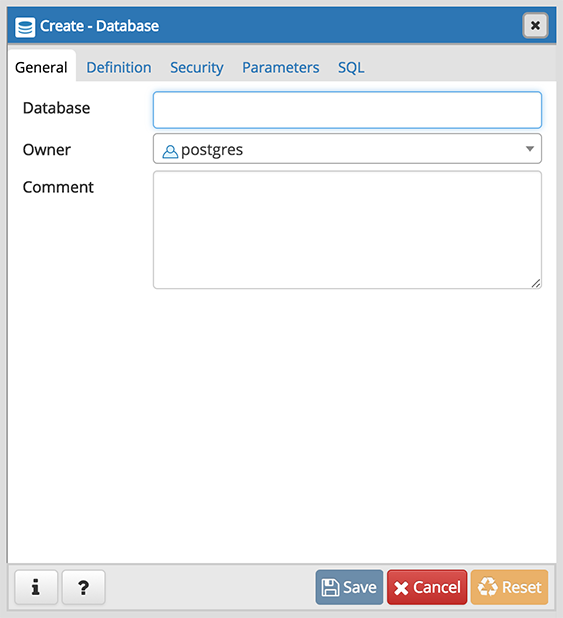 Create - Database
General Definition Security Parameters SQL
Database
Owner postgres
Comment
i ? Save Cancel Reset